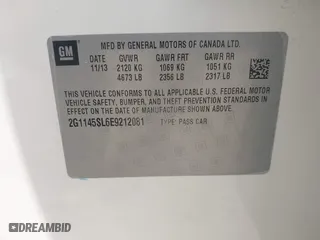 GM
MFD BY GENERAL MOTORS OF CANADA LTD.
DATE GVWR GAWR FRT GAWR RR
11/13 2120 KG 1069 KG 1051 KG
4673 LB 2356 LB 2317 LB
THIS VEHICLE CONFORMS TO ALL APPLICABLE U.S. FEDERAL MOTOR
VEHICLE SAFETY, BUMPER, AND THEFT PREVENTION STANDARDS IN
EFFECT ON THE DATE OF MANUFACTURE SHOWN ABOVE.
2G1145SL6E9212081 TYPE: PASS CAR
DREAMBID.COM
DREAMBID.COM